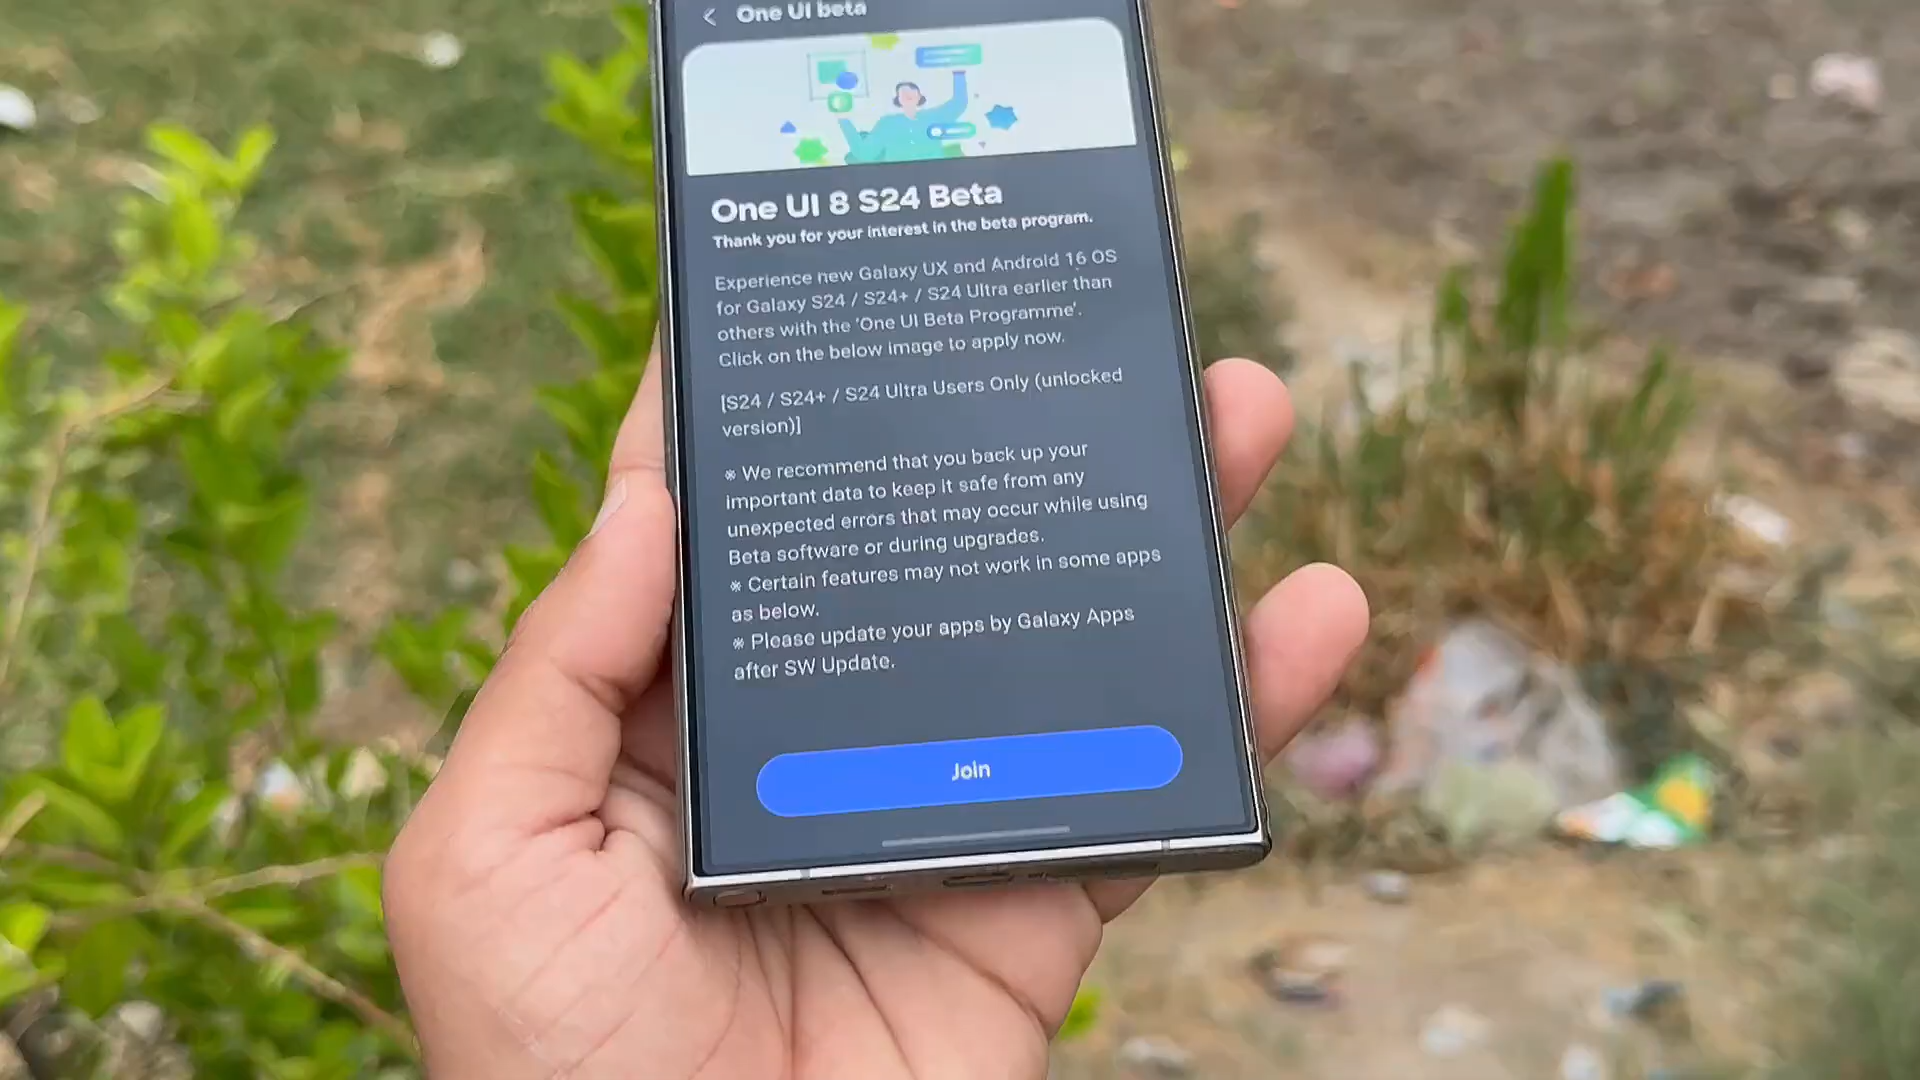 One UI beta
One UI 8 S24 Beta
Thank you for your interest in the beta program.
Experience new Galaxy UX and Android 16 OS
for Galaxy S24 / S24+ / S24 Ultra earlier than
others with the 'One UI Beta Programme'.
Click on the below image to apply now.
[S24 / S24+ / S24 Ultra Users Only (unlocked
version)]
※ We recommend that you back up your
important data to keep it safe from any
unexpected errors that may occur while using
Beta software or during upgrades.
※ Certain features may not work in some apps
as below.
※ Please update your apps by Galaxy Apps
after SW Update.
Join